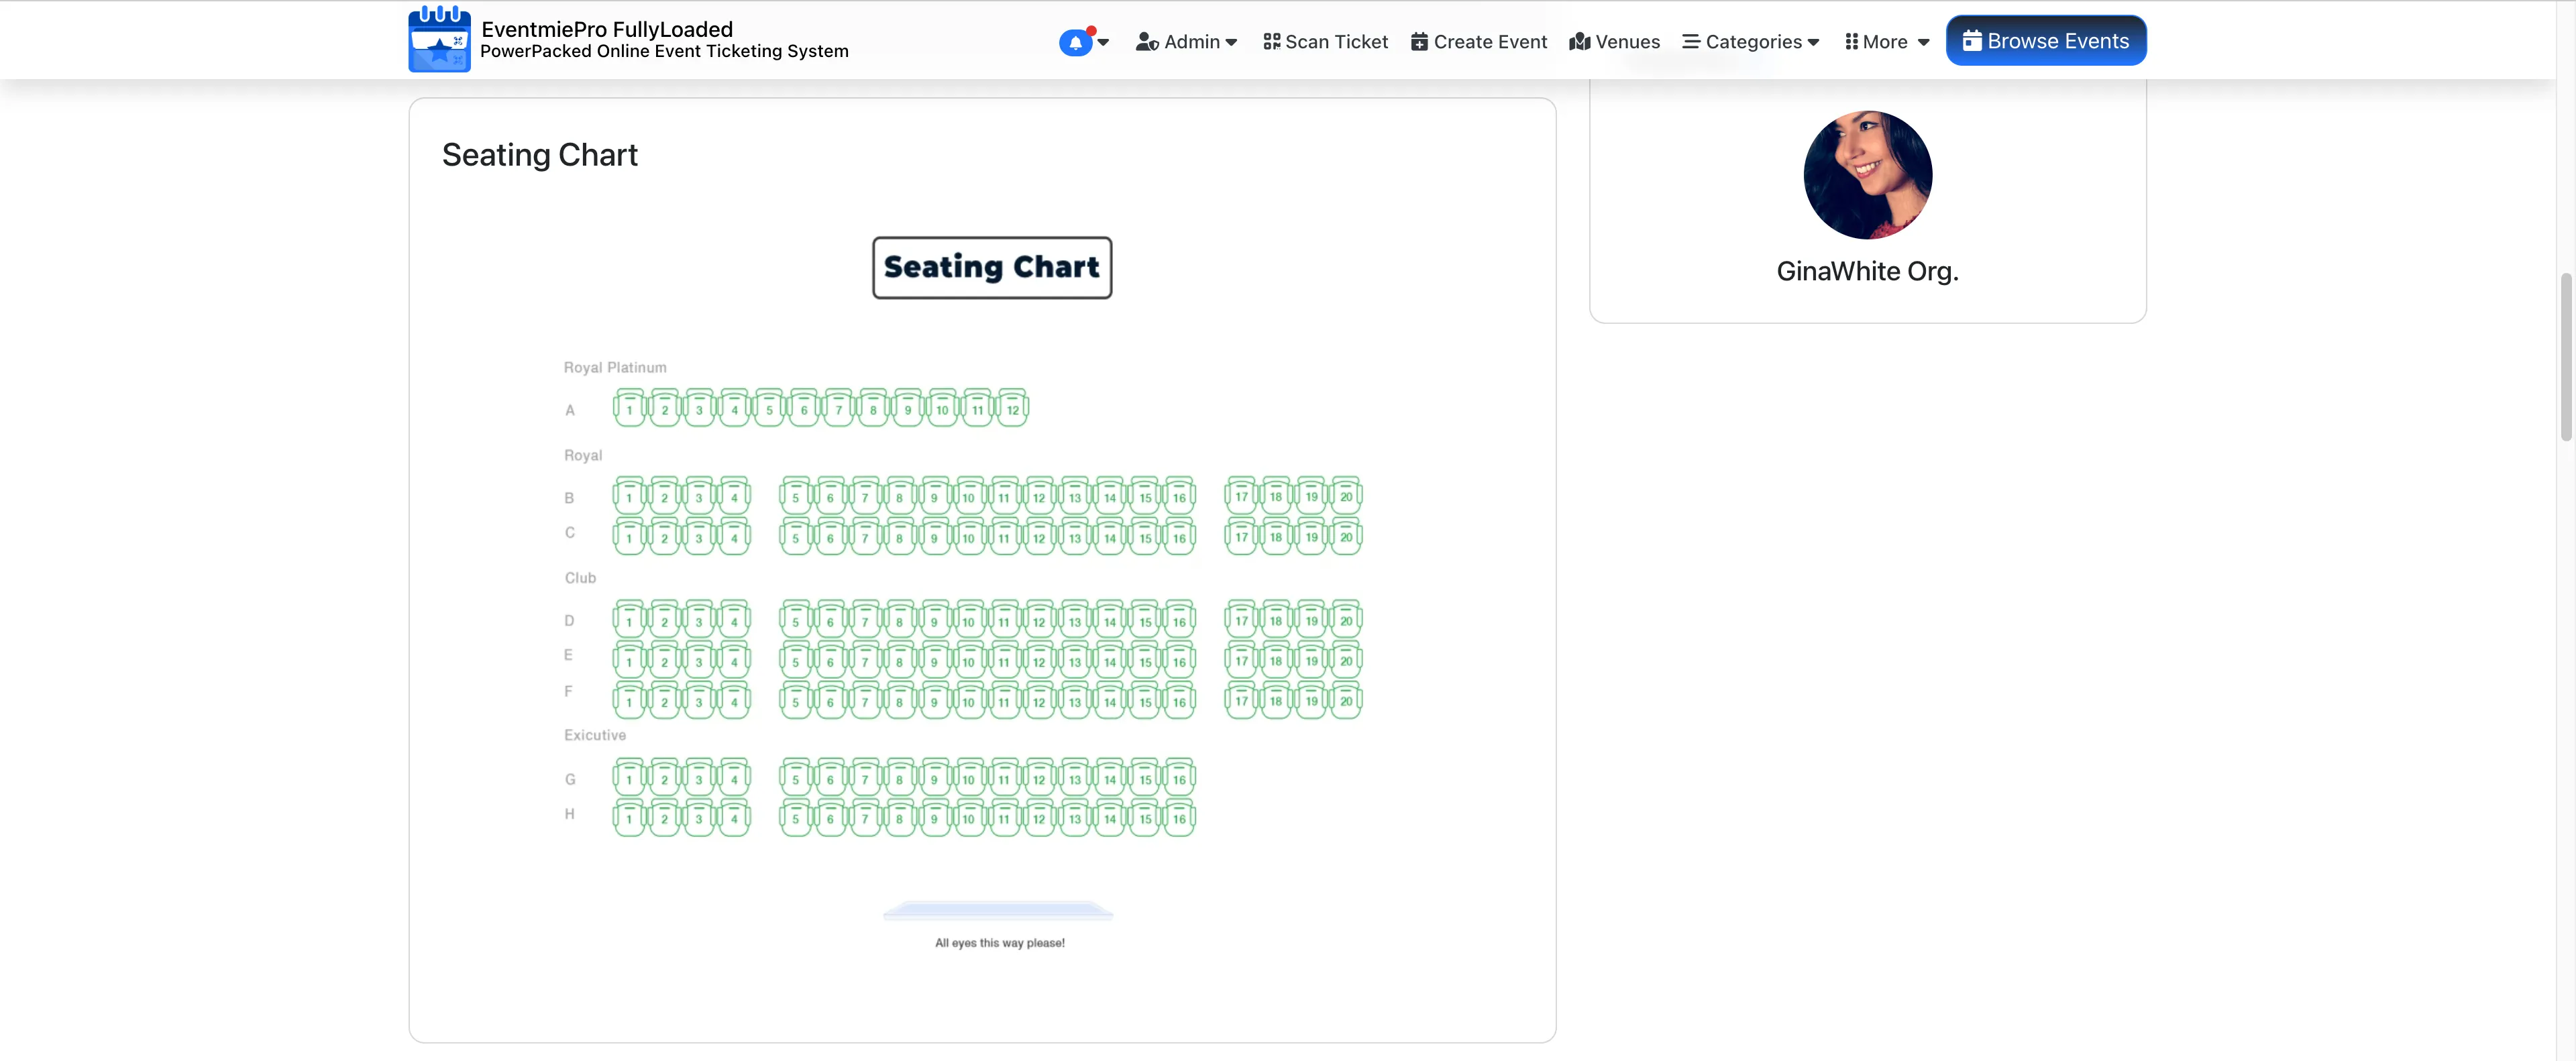 EventmiePro FullyLoaded
PowerPacked Online Event Ticketing System
Admin Scan Ticket Create Event Venues Categories More Browse Events
Seating Chart
GinaWhite Org.
Seating Chart
Royal Platinum
A 1 2 3 4 5 6 7 8 9 10 11 12
Royal
B 1 2 3 4 5 6 7 8 9 10 11 12 13 14 15 16 17 18 19 20
C 1 2 3 4 5 6 7 8 9 10 11 12 13 14 15 16 17 18 19 20
Club
D 1 2 3 4 5 6 7 8 9 10 11 12 13 14 15 16 17 18 19 20
E 1 2 3 4 5 6 7 8 9 10 11 12 13 14 15 16 17 18 19 20
F 1 2 3 4 5 6 7 8 9 10 11 12 13 14 15 16 17 18 19 20
Exicutive
G 1 2 3 4 5 6 7 8 9 10 11 12 13 14 15 16
H 1 2 3 4 5 6 7 8 9 10 11 12 13 14 15 16
All eyes this way please!